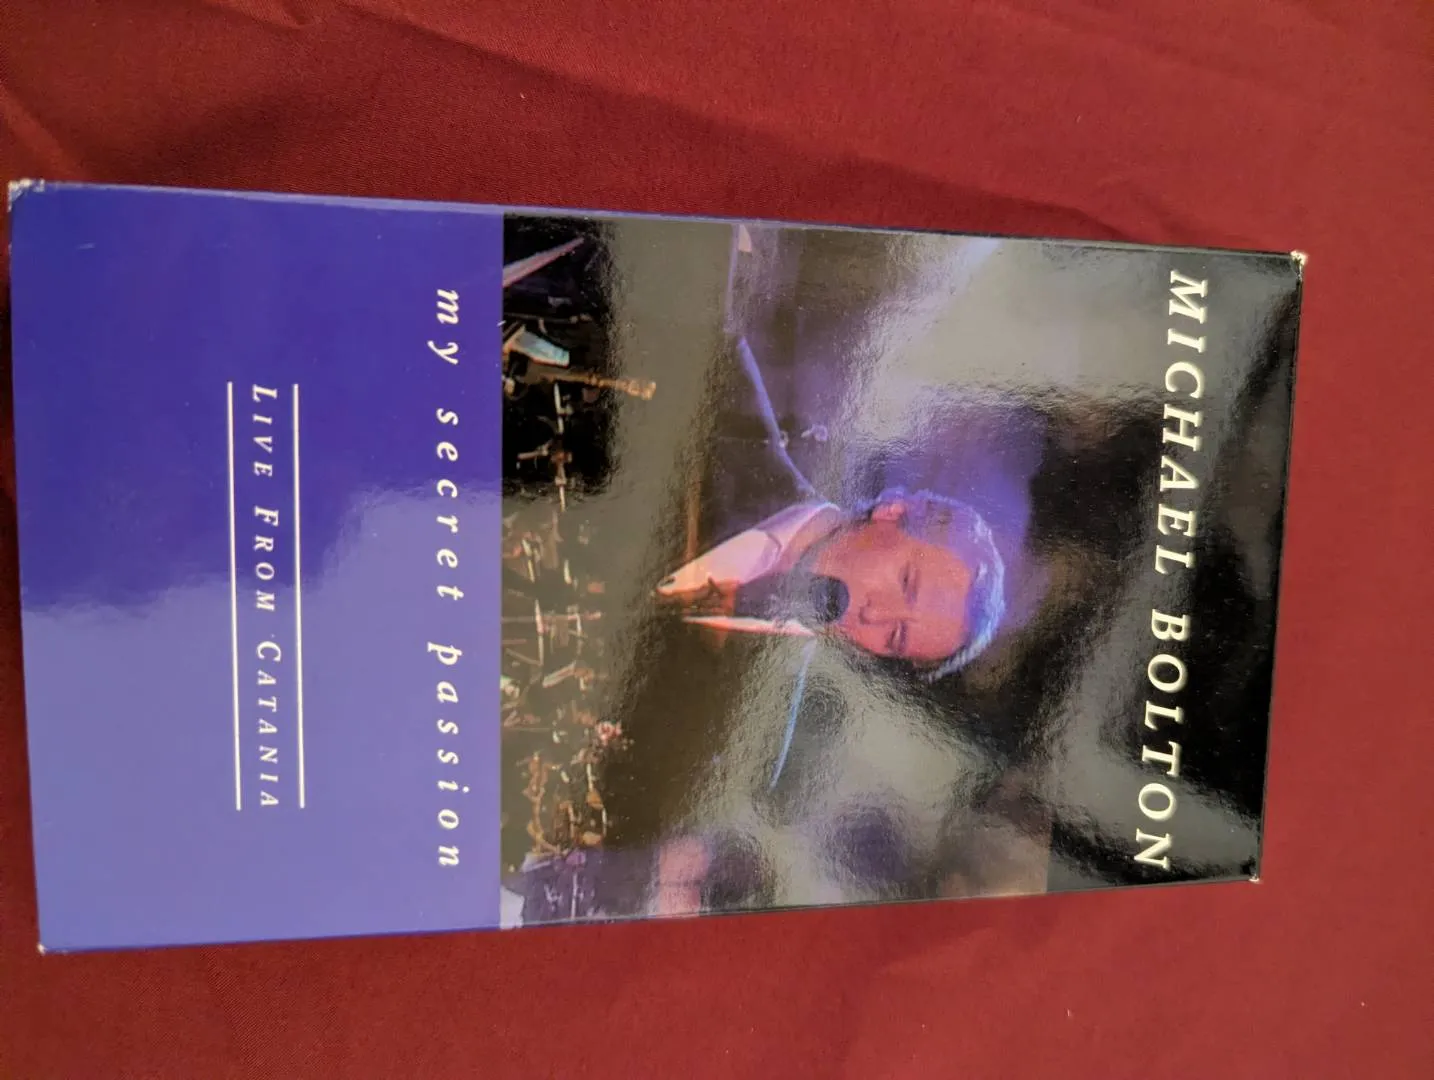 MICHAEL BOLTON
my secret passion
LIVE FROM CATANIA